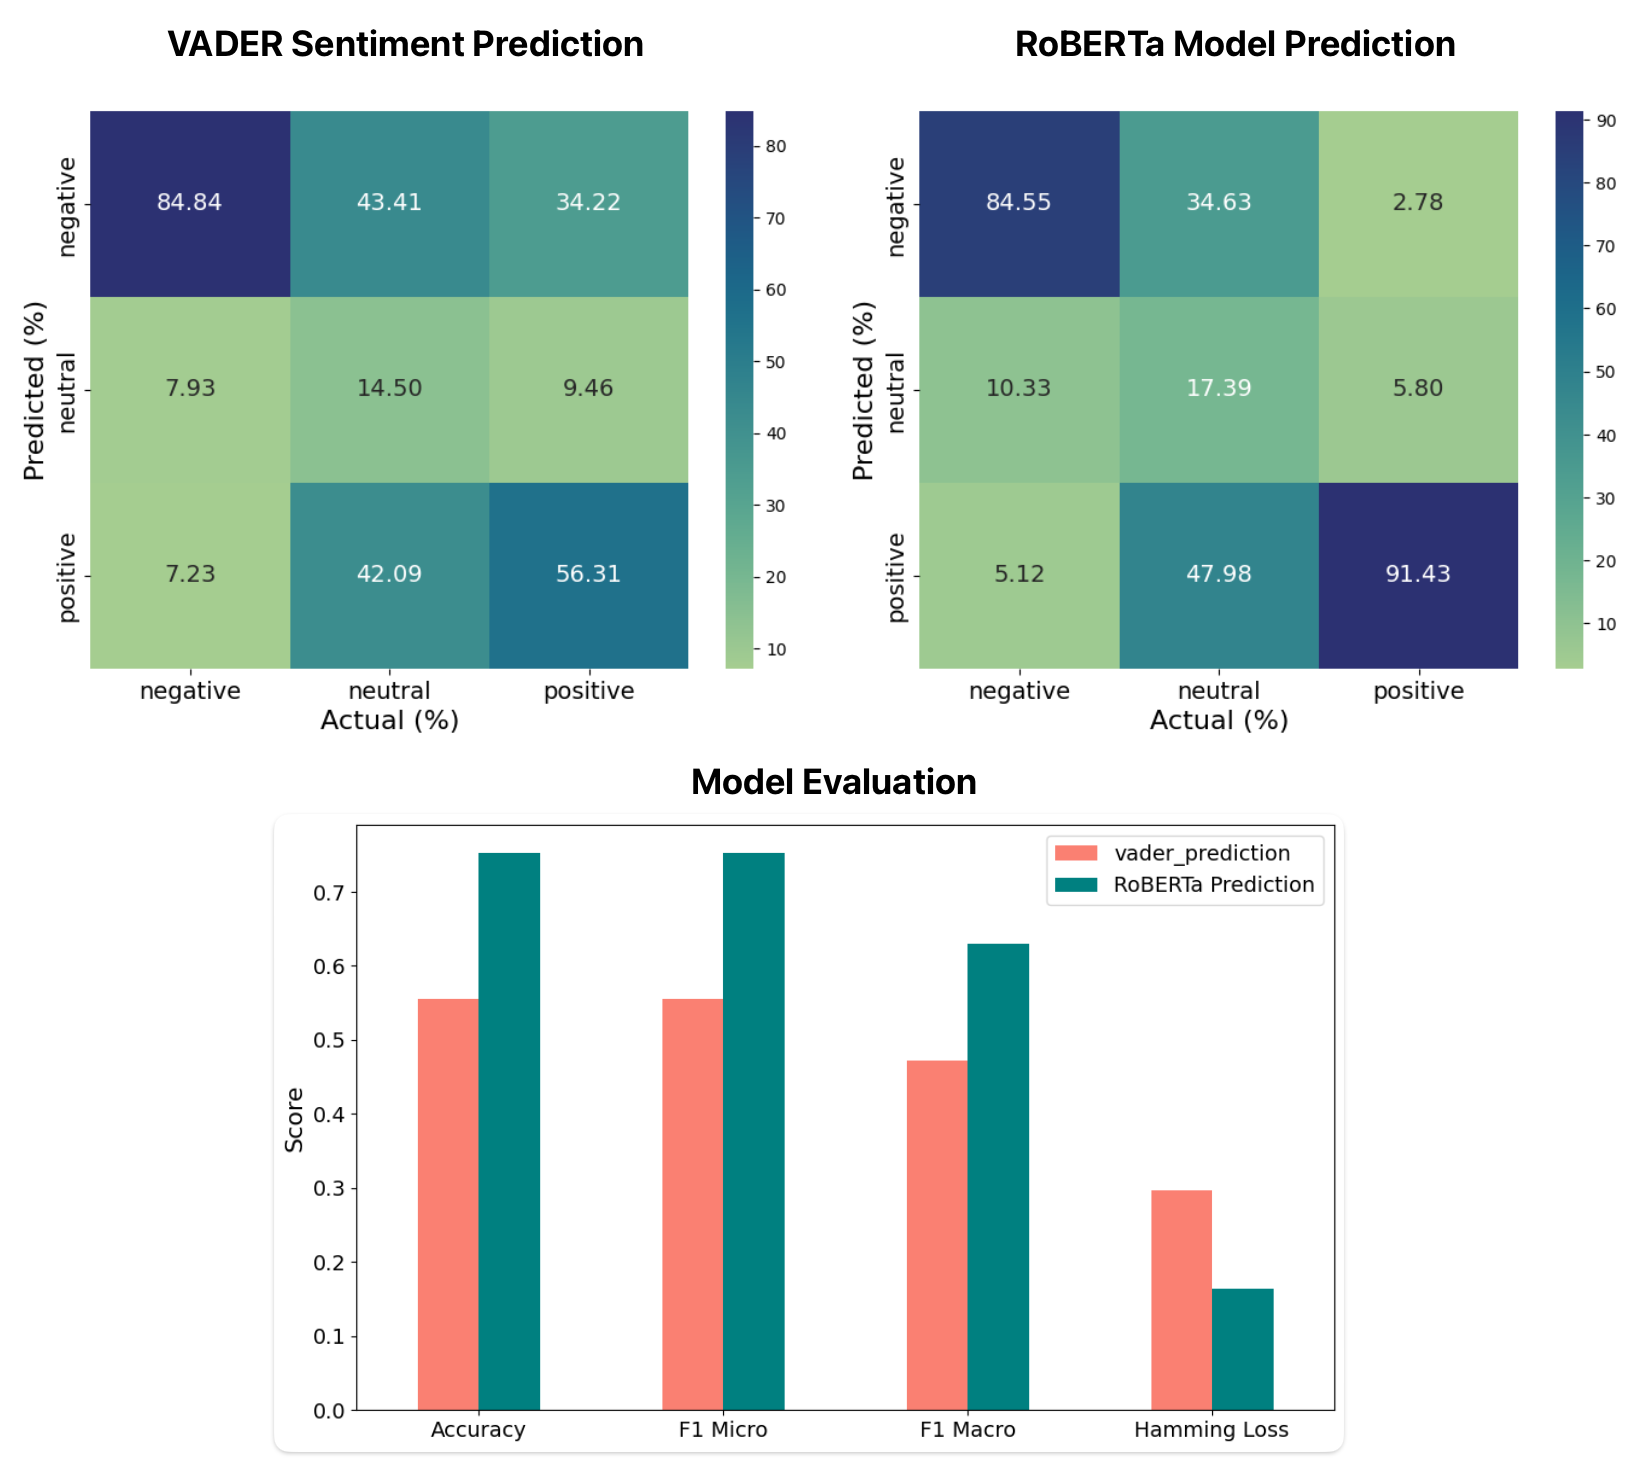 VADER Sentiment Prediction
negative
neutral
positive
Predicted (%)
84.84 43.41 34.22
7.93 14.50 9.46
7.23 42.09 56.31
negative neutral positive
Actual (%)
80
70
60
50
40
30
20
10
RoBERTa Model Prediction
negative
neutral
positive
Predicted (%)
84.55 34.63 2.78
10.33 17.39 5.80
5.12 47.98 91.43
negative neutral positive
Actual (%)
90
80
70
60
50
40
30
20
10
Model Evaluation
vader_prediction
RoBERTa Prediction
Score
0.7
0.6
0.5
0.4
0.3
0.2
0.1
0.0
Accuracy F1 Micro F1 Macro Hamming Loss